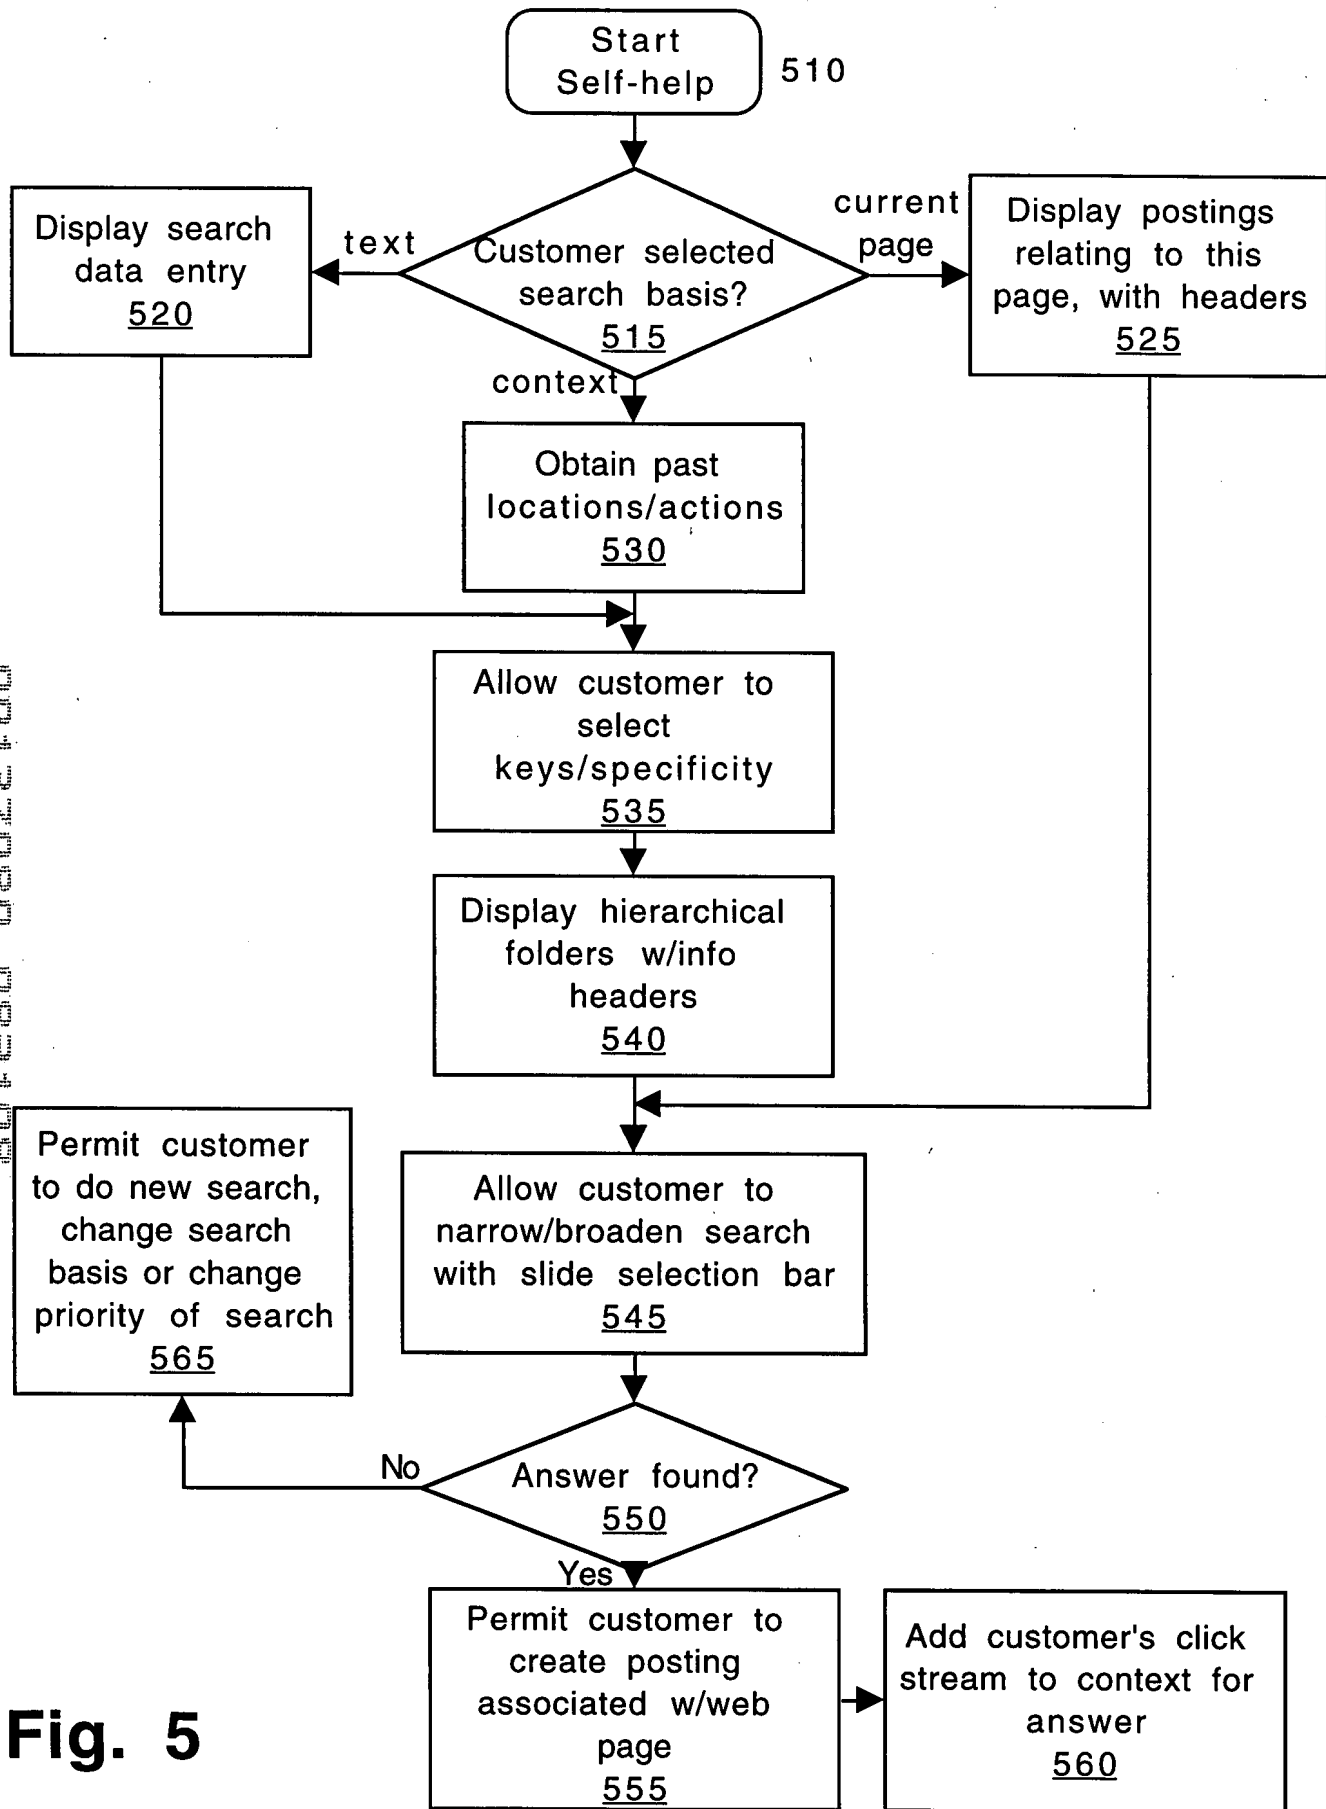 Start
Self-help
510
Customer selected
search basis?
515
text
current
page
context
Display search
data entry
520
Display postings
relating to this
page, with headers
525
Obtain past
locations/actions
530
Allow customer to
select
keys/specificity
535
Display hierarchical
folders w/info
headers
540
Allow customer to
narrow/broaden search
with slide selection bar
545
Permit customer
to do new search,
change search
basis or change
priority of search
565
Answer found?
550
No
Yes
Permit customer to
create posting
associated w/web
page
555
Add customer's click
stream to context for
answer
560
Fig. 5